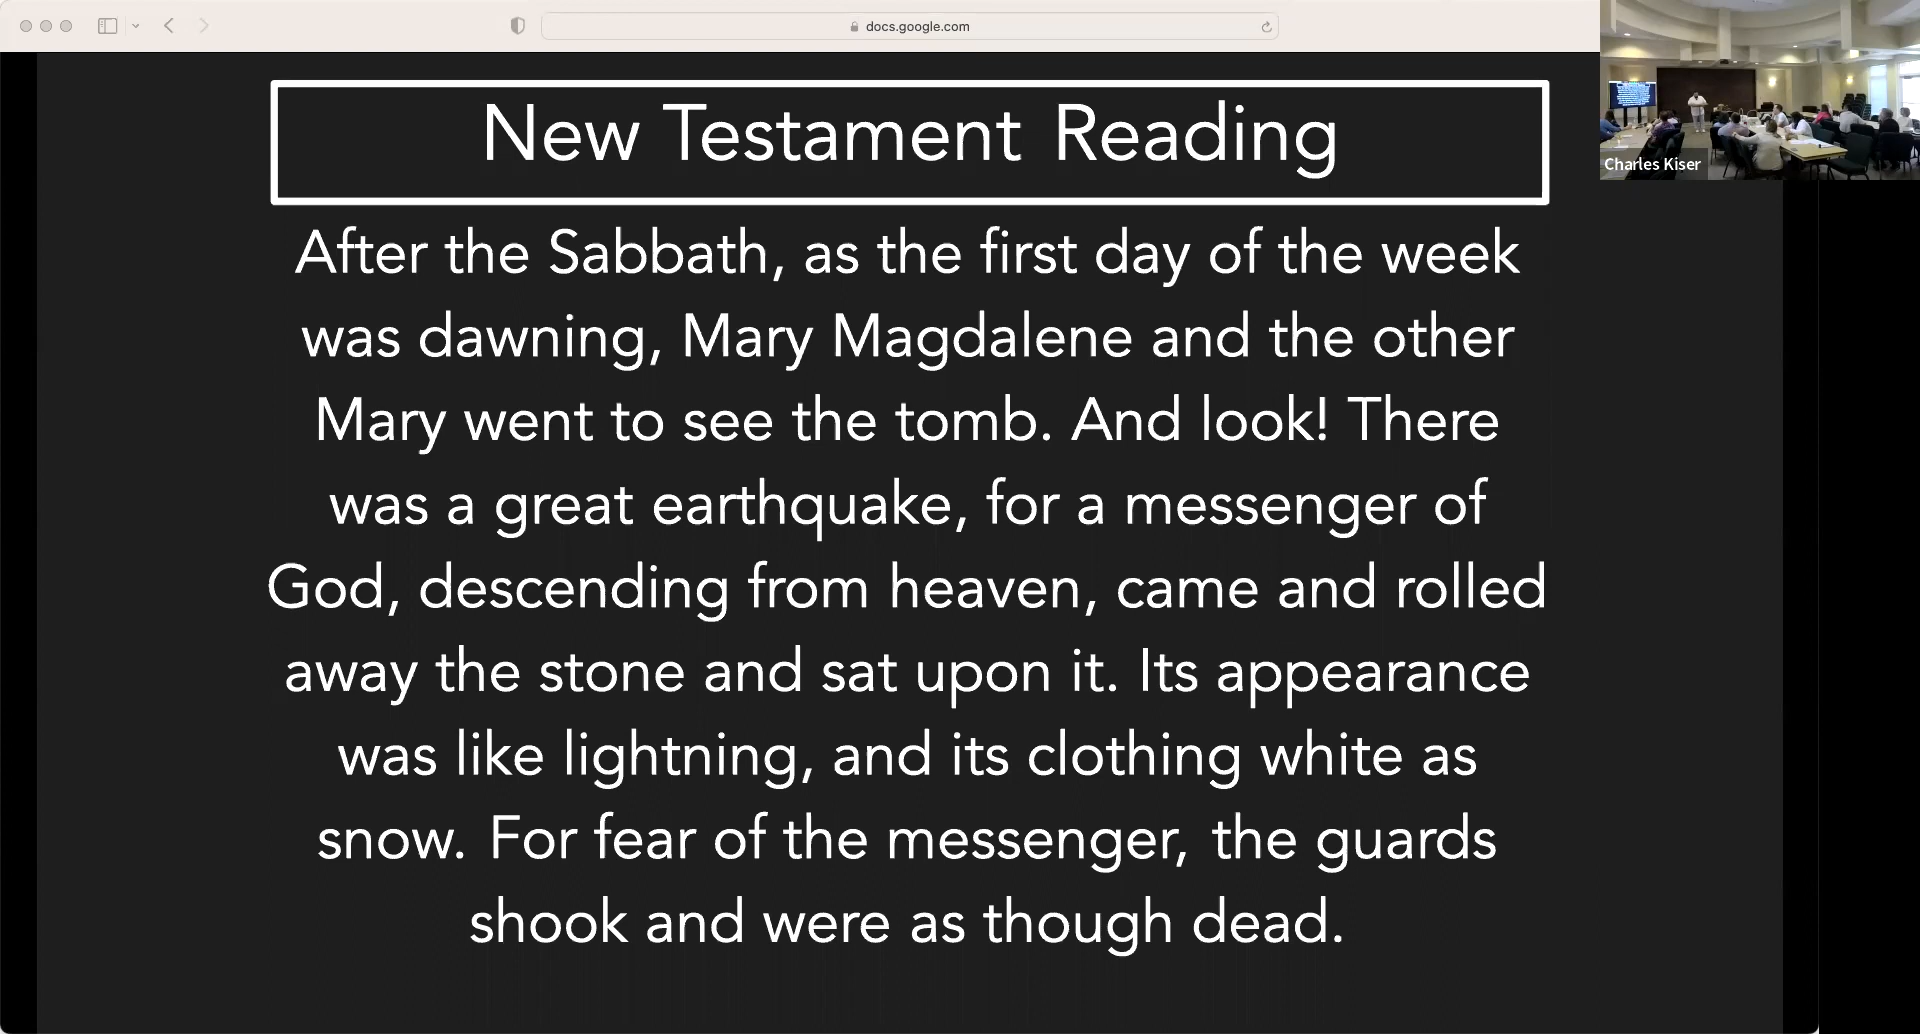 docs.google.com
Charles Kiser
New Testament Reading
After the Sabbath, as the first day of the week
was dawning, Mary Magdalene and the other
Mary went to see the tomb. And look! There
was a great earthquake, for a messenger of
God, descending from heaven, came and rolled
away the stone and sat upon it. Its appearance
was like lightning, and its clothing white as
snow. For fear of the messenger, the guards
shook and were as though dead.